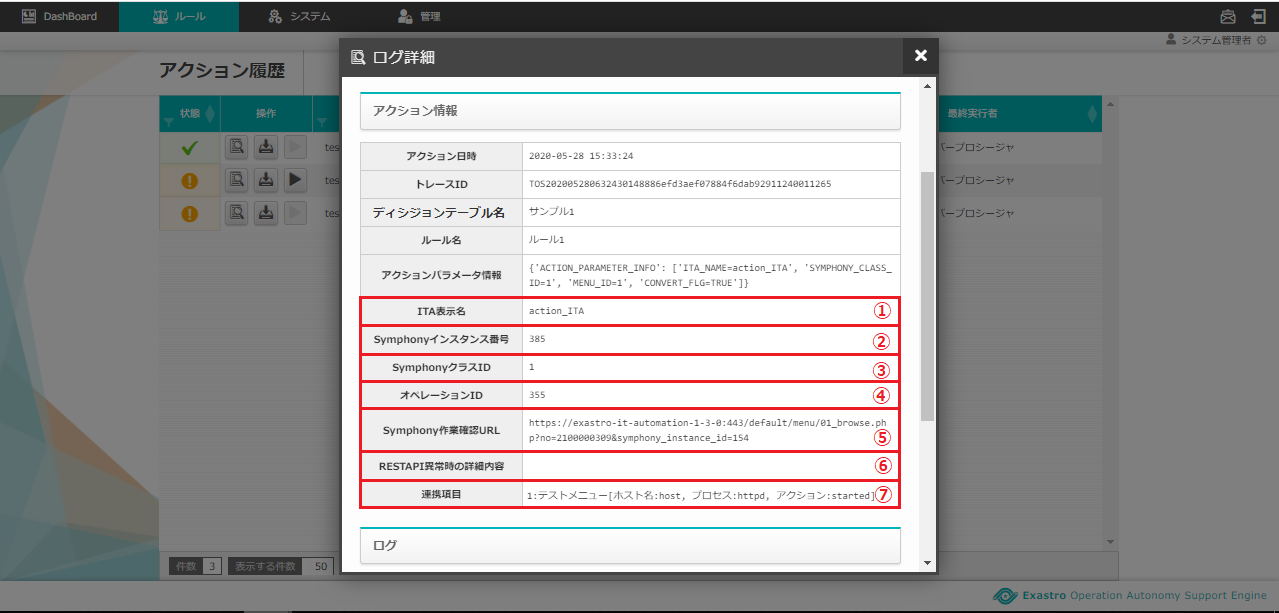 DashBoard ルール システム 管理
システム管理者
アクション履歴
ログ詳細
状態 操作 最終実行者
tes バープロシージャ
tes バープロシージャ
tes バープロシージャ
アクション情報
アクション日時 2020-05-28 15:33:24
トレースID TOS202005280632430148886efd3aef07884f6dab92911240011265
ディシジョンテーブル名 サンプル1
ルール名 ルール1
アクションパラメータ情報 {'ACTION_PARAMETER_INFO': ['ITA_NAME=action_ITA', 'SYMPHONY_CLASS_
ID=1', 'MENU_ID=1', 'CONVERT_FLG=TRUE']}
ITA表示名 action_ITA ①
Symphonyインスタンス番号 385 ②
SymphonyクラスID 1 ③
オペレーションID 355 ④
Symphony作業確認URL https://exastro-it-automation-1-3-0:443/default/menu/01_browse.ph
p?no=2100000309&symphony_instance_id=154 ⑤
RESTAPI異常時の詳細内容 ⑥
連携項目 1:テストメニュー[ホスト名:host, プロセス:httpd, アクション:started] ⑦
ログ
件数 3 表示する件数 50
Exastro Operation Autonomy Support Engine